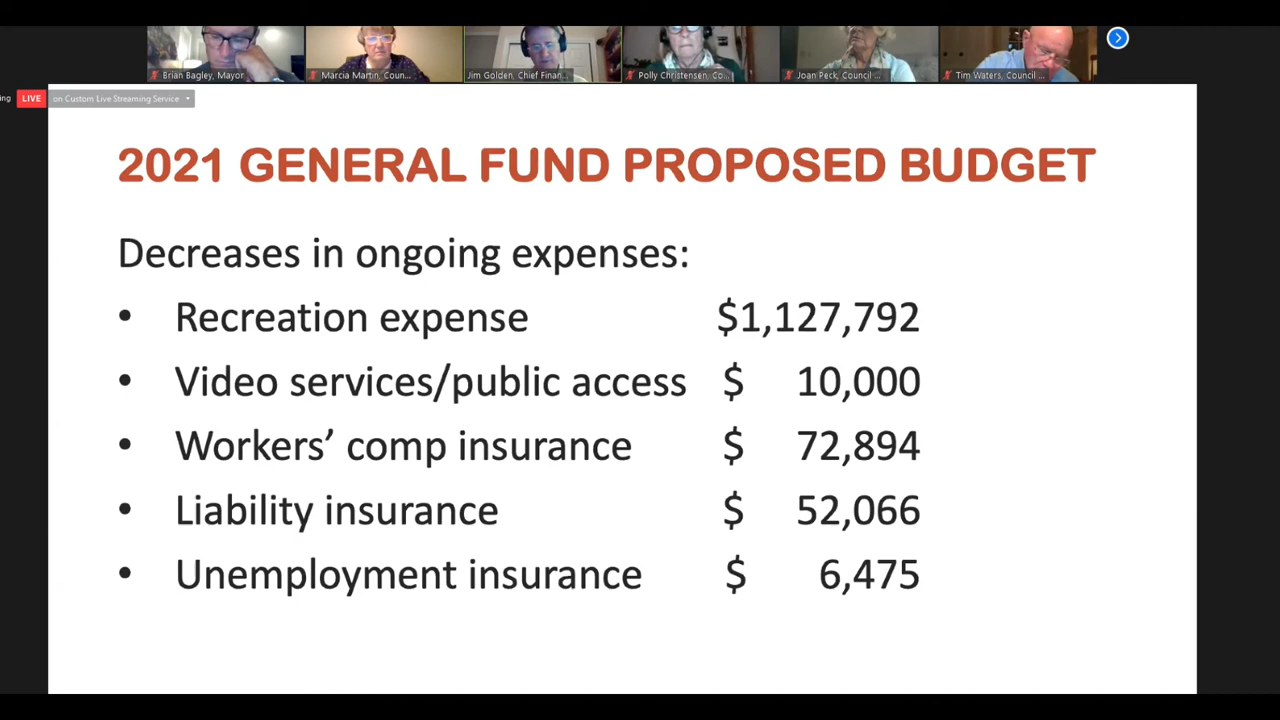 Brian Bagley, Mayor
Marcia Martin, Coun...
Jim Golden, Chief Finan...
Polly Christensen, Co...
Joan Peck, Council ...
Tim Waters, Council ...
ing
LIVE
on Custom Live Streaming Service
2021 GENERAL FUND PROPOSED BUDGET
Decreases in ongoing expenses:
• Recreation expense $1,127,792
• Video services/public access $ 10,000
• Workers’ comp insurance $ 72,894
• Liability insurance $ 52,066
• Unemployment insurance $ 6,475